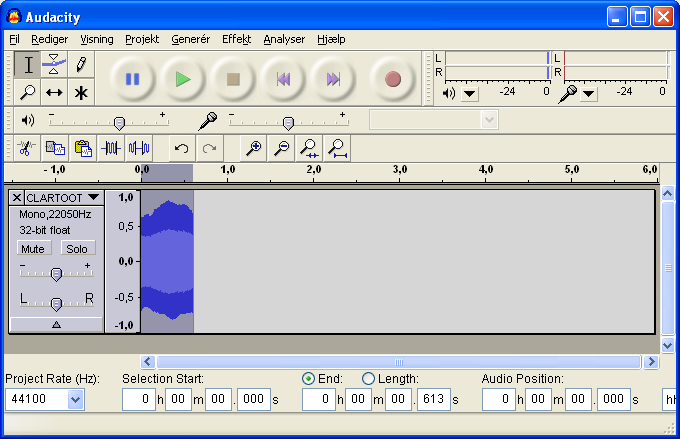 Audacity
Fil Rediger Visning Projekt Generér Effekt Analyser Hjælp
L
R
-24 0
L
R
-24 0
- + - +
- 1,0 0,0 1,0 2,0 3,0 4,0 5,0 6,0
CLARTOOT
Mono,22050Hz
32-bit float
Mute Solo
- +
L R
1,0
0,5
0,0
-0,5
-1,0
Project Rate (Hz): Selection Start: End: Length: Audio Position:
44100 0 h 00 m 00 . 000 s 0 h 00 m 00 . 613 s 0 h 00 m 00 . 000 s